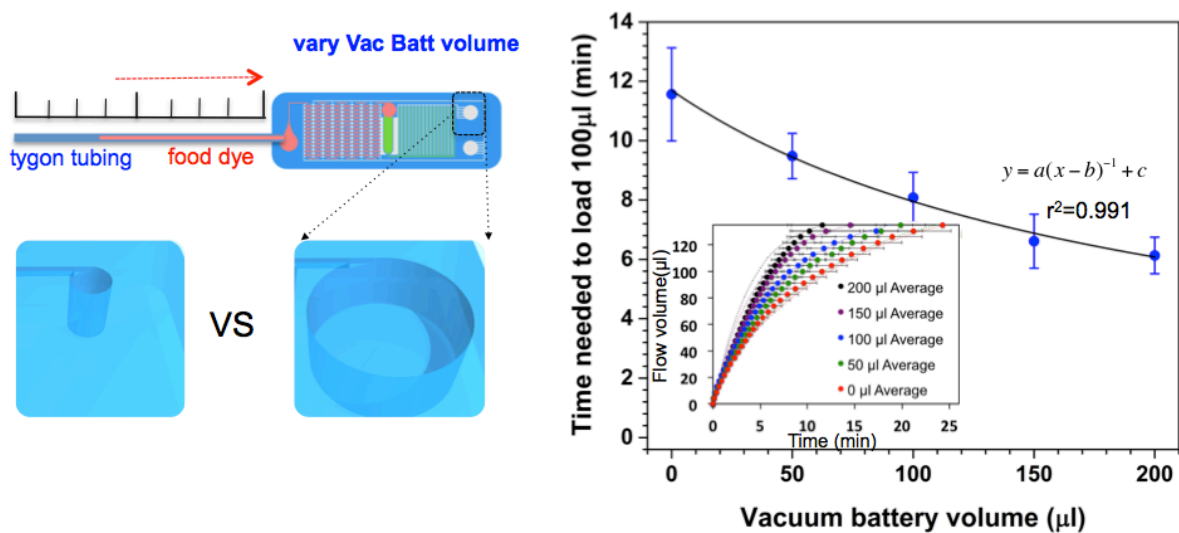 vary Vac Batt volume
tygon tubing
food dye
VS
Time needed to load 100µl (min)
14
12
10
8
6
4
2
0
y = a(x − b)⁻¹ + c
r²=0.991
Flow volume(µl)
120
100
80
60
40
20
0
200 µl Average
150 µl Average
100 µl Average
50 µl Average
0 µl Average
0 5 10 15 20 25
Time (min)
0 50 100 150 200
Vacuum battery volume (µl)